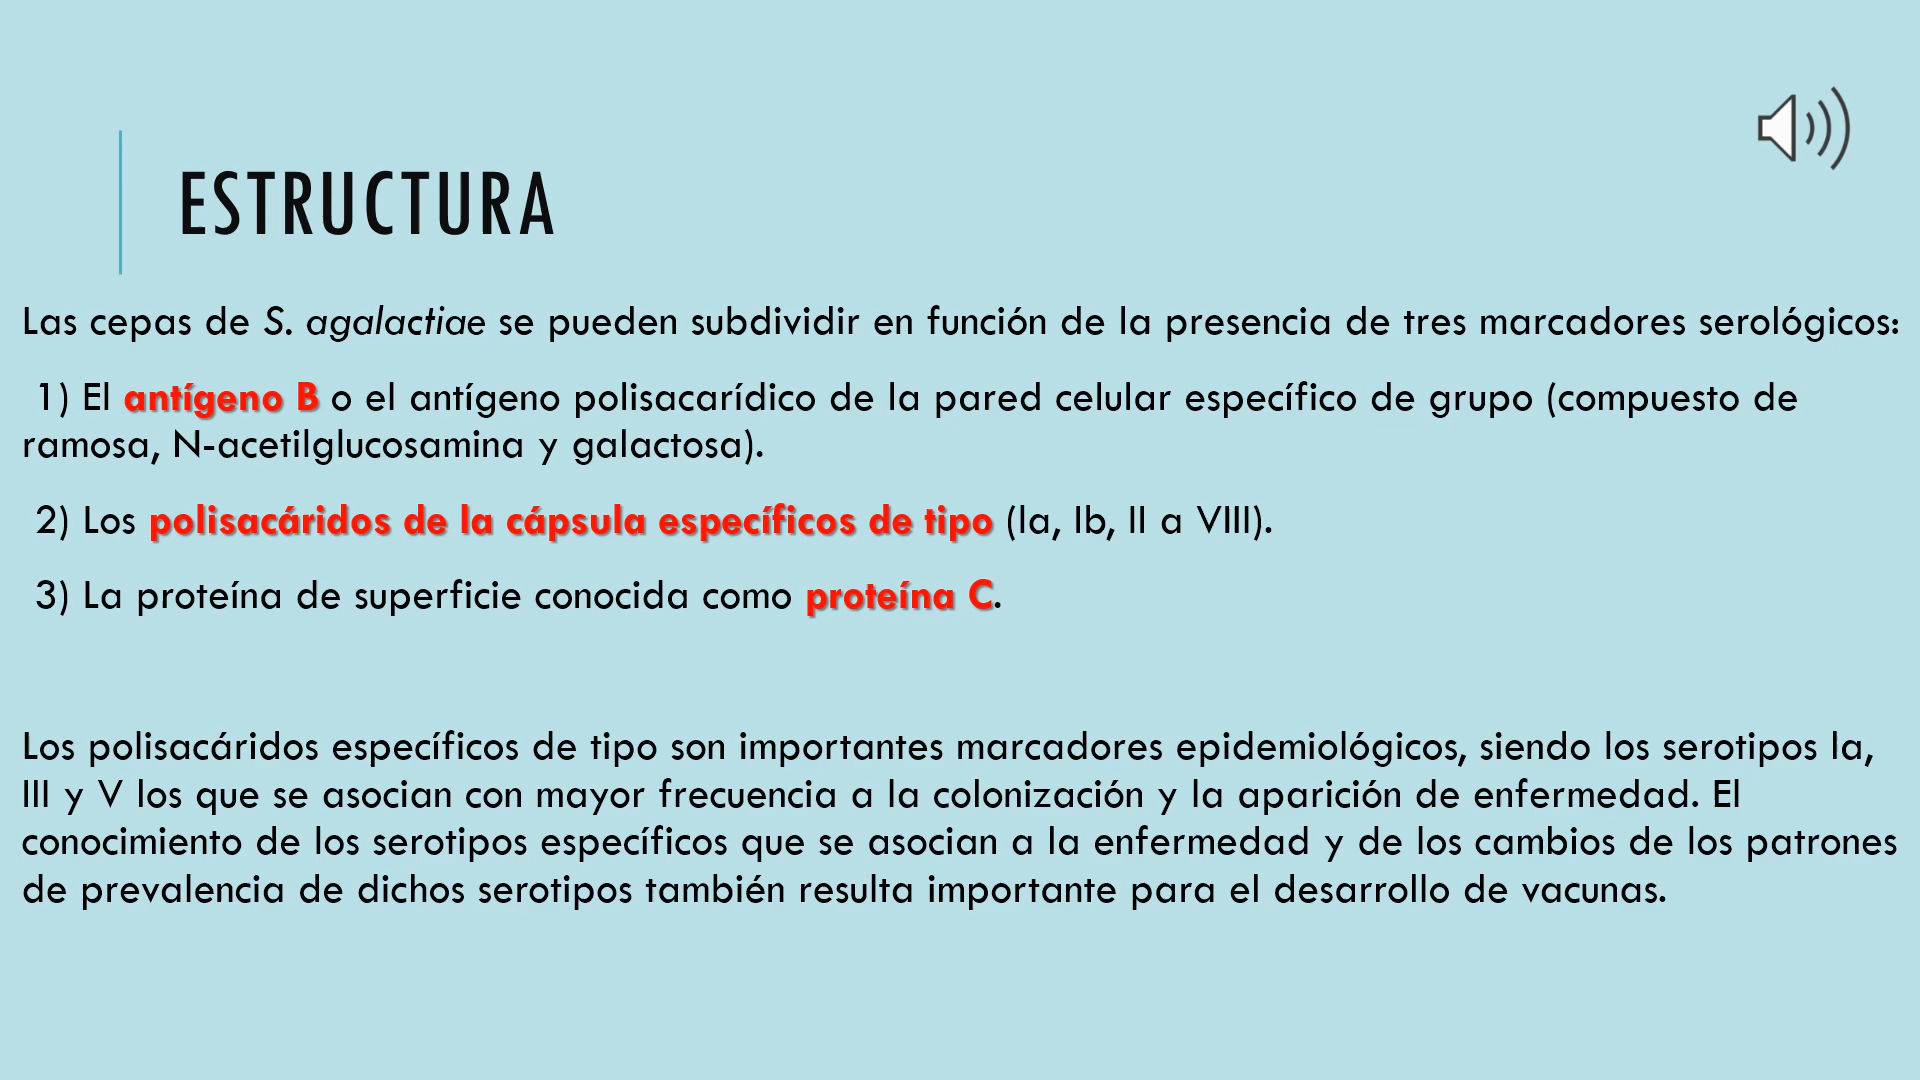 ESTRUCTURA
Las cepas de S. agalactiae se pueden subdividir en función de la presencia de tres marcadores serológicos:
1) El antígeno B o el antígeno polisacarídico de la pared celular específico de grupo (compuesto de
ramosa, N-acetilglucosamina y galactosa).
2) Los polisacáridos de la cápsula específicos de tipo (la, Ib, II a VIII).
3) La proteína de superficie conocida como proteína C.
Los polisacáridos específicos de tipo son importantes marcadores epidemiológicos, siendo los serotipos la,
III y V los que se asocian con mayor frecuencia a la colonización y la aparición de enfermedad. El
conocimiento de los serotipos específicos que se asocian a la enfermedad y de los cambios de los patrones
de prevalencia de dichos serotipos también resulta importante para el desarrollo de vacunas.